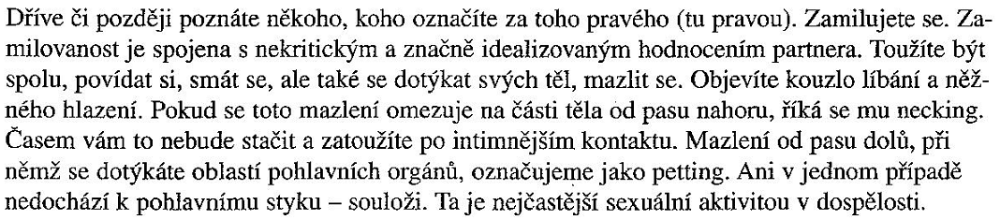 Dříve či později poznáte někoho, koho označíte za toho pravého (tu pravou). Zamilujete se. Za-
milovanost je spojena s nekritickým a značně idealizovaným hodnocením partnera. Toužíte být
spolu, povídat si, smát se, ale také se dotýkat svých těl, mazlit se. Objevíte kouzlo líbání a něž-
ného hlazení. Pokud se toto mazlení omezuje na části těla od pasu nahoru, říká se mu necking.
Časem vám to nebude stačit a zatoužíte po intimnějším kontaktu. Mazlení od pasu dolů, při
němž se dotýkáte oblastí pohlavních orgánů, označujeme jako petting. Ani v jednom případě
nedochází k pohlavnímu styku – souloži. Ta je nejčastější sexuální aktivitou v dospělosti.